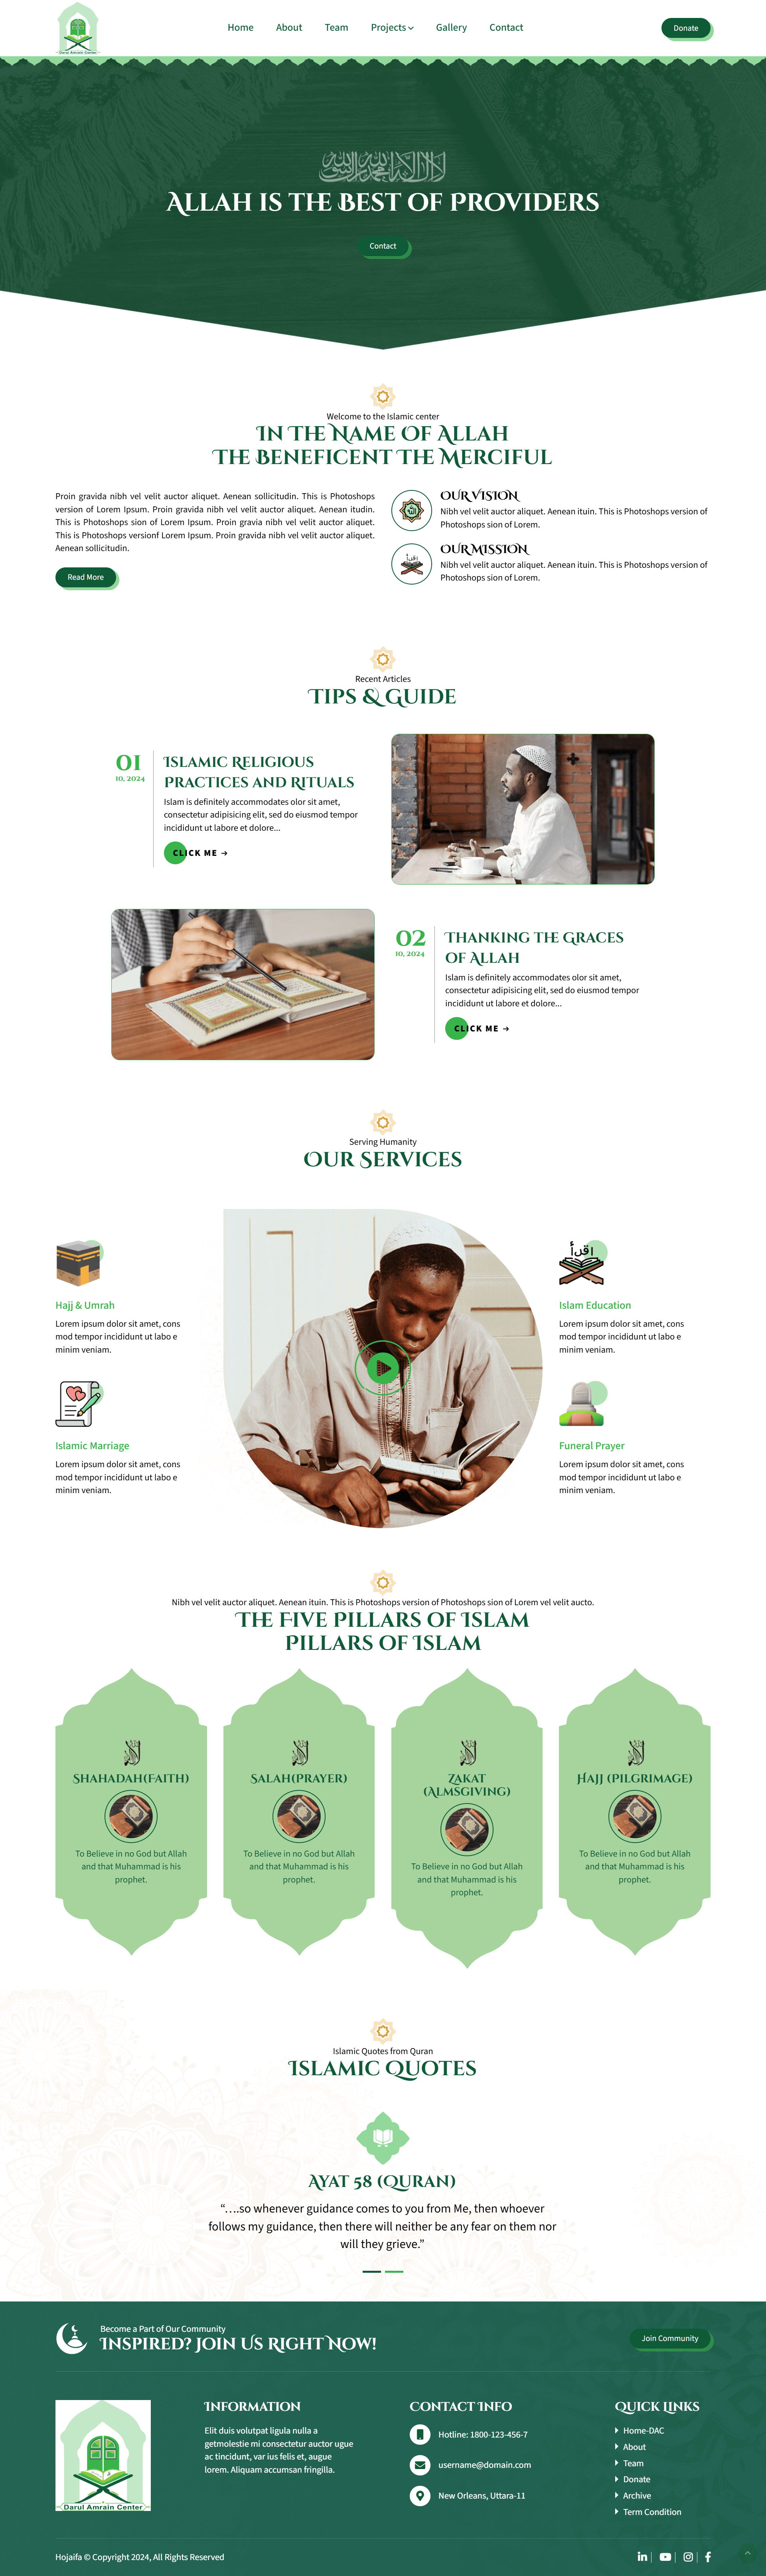 Darul Amrain Center
Home About Team Projects Gallery Contact
Donate
لا إله إلا الله محمد رسول الله
ALLAH IS THE BEST OF PROVIDERS
Contact
Welcome to the Islamic center
IN THE NAME OF ALLAH
THE BENEFICENT THE MERCIFUL
Proin gravida nibh vel velit auctor aliquet. Aenean sollicitudin. This is Photoshops
version of Lorem Ipsum. Proin gravida nibh vel velit auctor aliquet. Aenean itudin.
This is Photoshops sion of Lorem Ipsum. Proin gravia nibh vel velit auctor aliquet.
This is Photoshops versionf Lorem Ipsum. Proin gravida nibh vel velit auctor aliquet.
Aenean sollicitudin.
Read More
OUR VISION
Nibh vel velit auctor aliquet. Aenean ituin. This is Photoshops version of
Photoshops sion of Lorem.
OUR MISSION
Nibh vel velit auctor aliquet. Aenean ituin. This is Photoshops version of
Photoshops sion of Lorem.
Recent Articles
TIPS & GUIDE
01
10, 2024
ISLAMIC RELIGIOUS
PRACTICES AND RITUALS
Islam is definitely accommodates olor sit amet,
consectetur adipisicing elit, sed do eiusmod tempor
incididunt ut labore et dolore...
CLICK ME →
02
10, 2024
THANKING THE GRACES
OF ALLAH
Islam is definitely accommodates olor sit amet,
consectetur adipisicing elit, sed do eiusmod tempor
incididunt ut labore et dolore...
CLICK ME →
Serving Humanity
OUR SERVICES
Hajj & Umrah
Lorem ipsum dolor sit amet, cons
mod tempor incididunt ut labo e
minim veniam.
Islamic Marriage
Lorem ipsum dolor sit amet, cons
mod tempor incididunt ut labo e
minim veniam.
اقرأ
Islam Education
Lorem ipsum dolor sit amet, cons
mod tempor incididunt ut labo e
minim veniam.
Funeral Prayer
Lorem ipsum dolor sit amet, cons
mod tempor incididunt ut labo e
minim veniam.
Nibh vel velit auctor aliquet. Aenean ituin. This is Photoshops version of Photoshops sion of Lorem vel velit aucto.
THE FIVE PILLARS OF ISLAM
PILLARS OF ISLAM
SHAHADAH(FAITH)
To Believe in no God but Allah
and that Muhammad is his
prophet.
SALAH(PRAYER)
To Believe in no God but Allah
and that Muhammad is his
prophet.
ZAKAT
(ALMSGIVING)
To Believe in no God but Allah
and that Muhammad is his
prophet.
HAJJ (PILGRIMAGE)
To Believe in no God but Allah
and that Muhammad is his
prophet.
Islamic Quotes from Quran
ISLAMIC QUOTES
AYAT 58 (QURAN)
“....so whenever guidance comes to you from Me, then whoever
follows my guidance, then there will neither be any fear on them nor
will they grieve.”
Become a Part of Our Community
INSPIRED? JOIN US RIGHT NOW!
Join Community
Darul Amrain Center
INFORMATION
Elit duis volutpat ligula nulla a
getmolestie mi consectetur auctor ugue
ac tincidunt, var ius felis et, augue
lorem. Aliquam accumsan fringilla.
CONTACT INFO
Hotline: 1800-123-456-7
username@domain.com
New Orleans, Uttara-11
QUICK LINKS
Home-DAC
About
Team
Donate
Archive
Term Condition
Hojaifa © Copyright 2024, All Rights Reserved